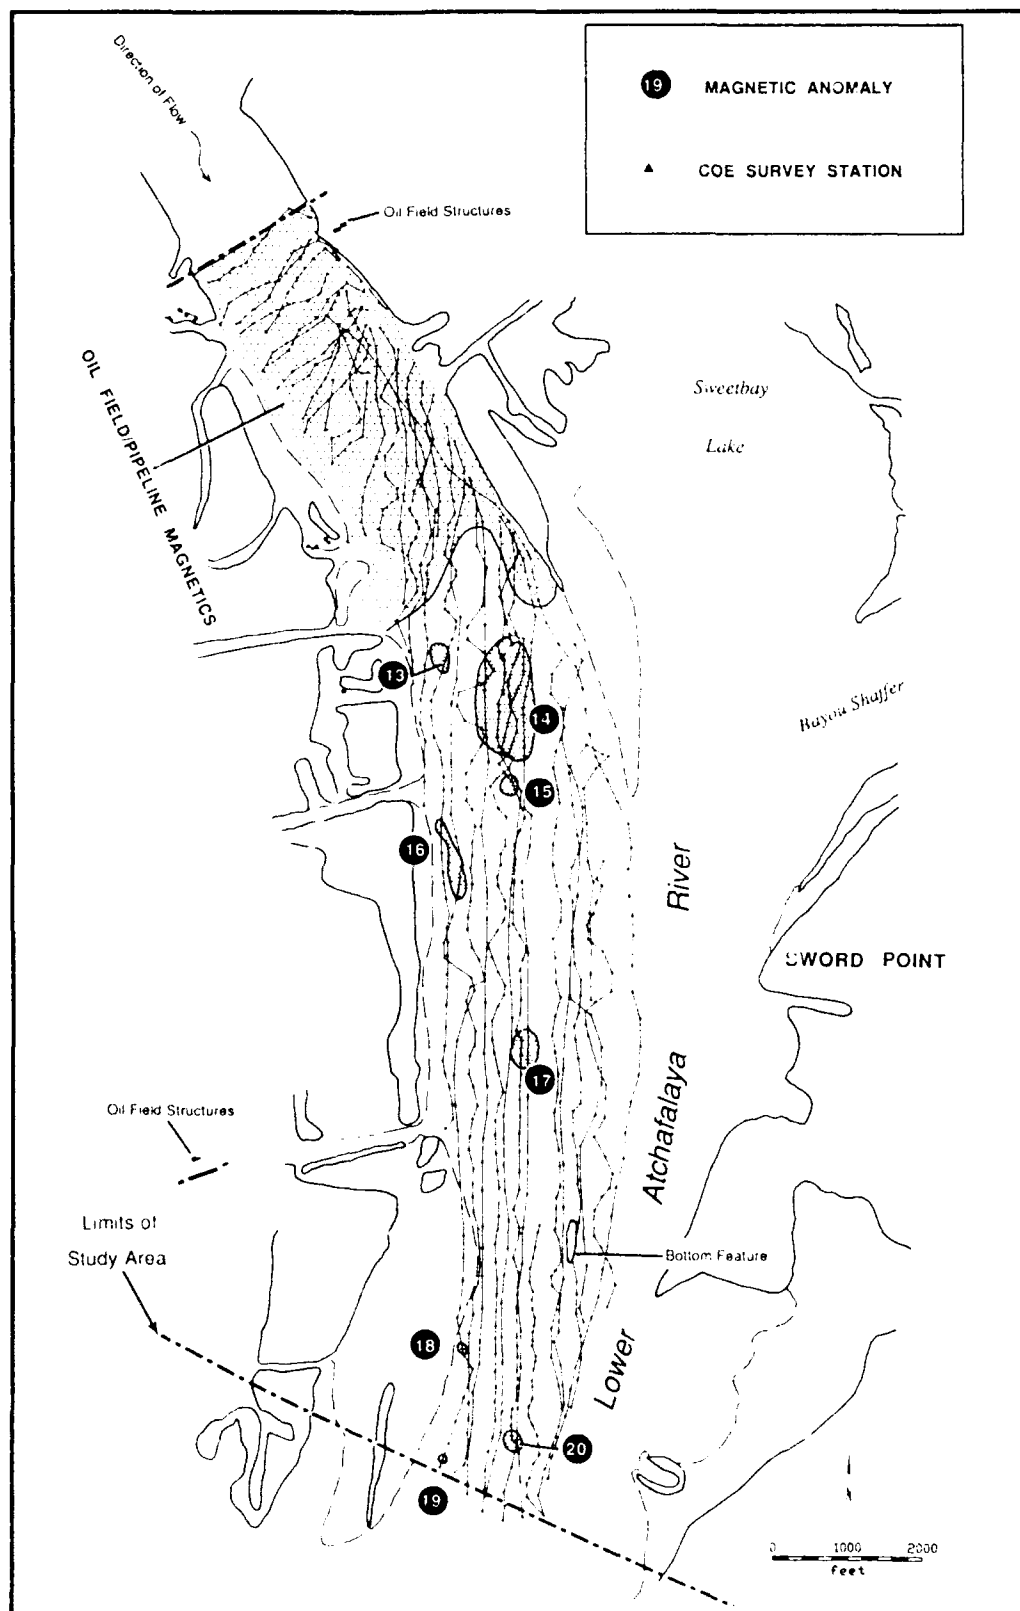 Direction of Flow
19 MAGNETIC ANOMALY
▲ COE SURVEY STATION
Oil Field Structures
OIL FIELD/PIPELINE MAGNETICS
Sweetbay
Lake
Bayou Shaffer
13
14
15
16
River
SWORD POINT
17
Atchafalaya
Oil Field Structures
Limits of
Study Area
Bottom Feature
18
Lower
20
19
0 1000 2000
feet